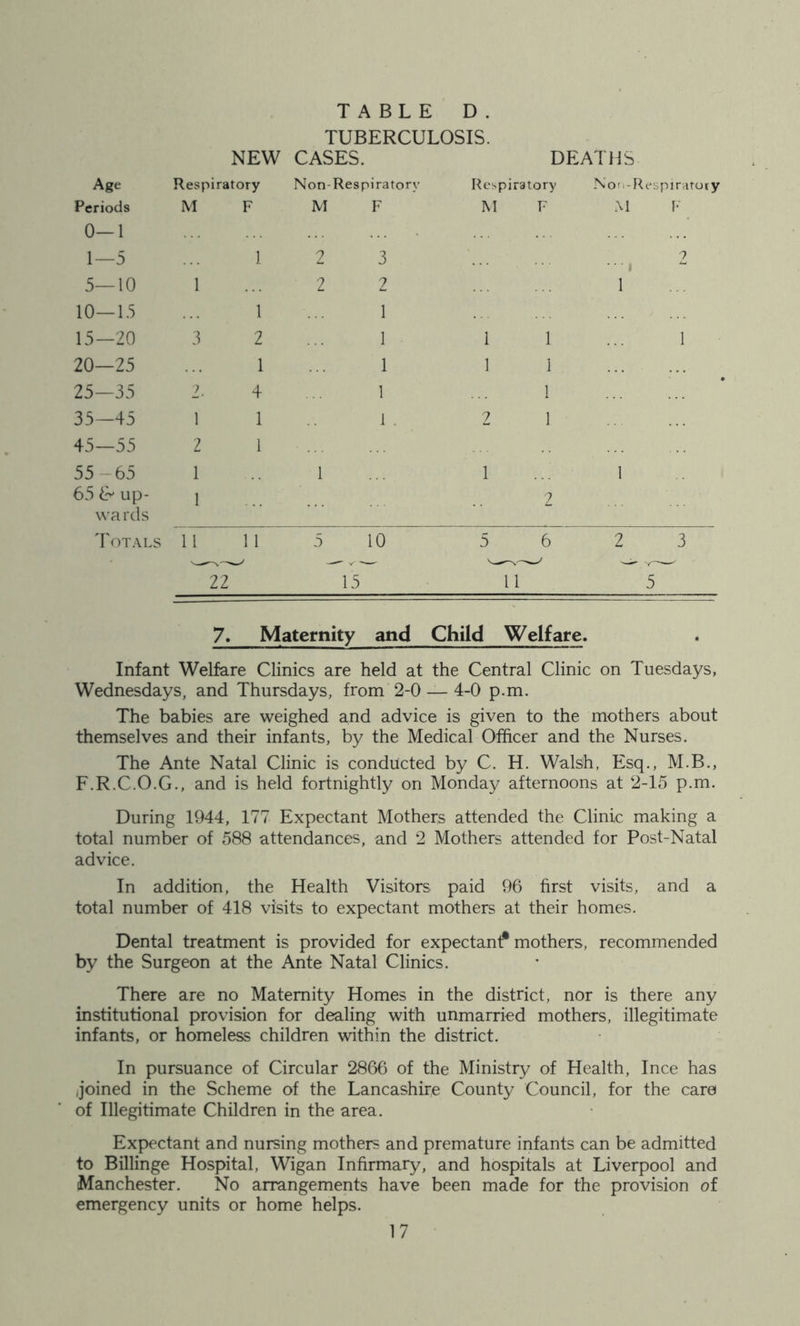 TABLE D.
TUBERCULOSIS.
NEW CASES. DEATHS
Age Respiratory Non-Respiratory Respiratory Non-Respiratory
Periods M F M F M F M F
0—1 ... ... ... ... ... ... ... ...
1—5 ... 1 2 3 ... ... ... 2
5—10 1 ... 2 2 ... ... 1 ...
10—15 ... 1 ... 1 ... ... ... ...
15—20 3 2 ... 1 1 1 ... 1
20—25 ... 1 ... 1 1 1 ... ...
25—35 2 4 ... 1 ... 1 ... ...
35—45 1 1 .. 1 2 1 ... ...
45—55 2 1 ... ... .. .. ... ..
55-65 1 .. 1 ... 1 ... 1 ..
65 & up- 1 .. ... ... .. 2 ... ...
wards
TOTALS 11 11 5 10 5 6 2 3
22 15 11 5
7. Maternity and Child Welfare.
Infant Welfare Clinics are held at the Central Clinic on Tuesdays,
Wednesdays, and Thursdays, from 2-0 — 4-0 p.m.
The babies are weighed and advice is given to the mothers about
themselves and their infants, by the Medical Officer and the Nurses.
The Ante Natal Clinic is conducted by C. H. Walsh, Esq., M.B.,
F.R.C.O.G., and is held fortnightly on Monday afternoons at 2-15 p.m.
During 1944, 177 Expectant Mothers attended the Clinic making a
total number of 588 attendances, and 2 Mothers attended for Post-Natal
advice.
In addition, the Health Visitors paid 96 first visits, and a
total number of 418 visits to expectant mothers at their homes.
Dental treatment is provided for expectant mothers, recommended
by the Surgeon at the Ante Natal Clinics.
There are no Maternity Homes in the district, nor is there any
institutional provision for dealing with unmarried mothers, illegitimate
infants, or homeless children within the district.
In pursuance of Circular 2866 of the Ministry of Health, Ince has
joined in the Scheme of the Lancashire County Council, for the care
of Illegitimate Children in the area.
Expectant and nursing mothers and premature infants can be admitted
to Billinge Hospital, Wigan Infirmary, and hospitals at Liverpool and
Manchester. No arrangements have been made for the provision of
emergency units or home helps.
17